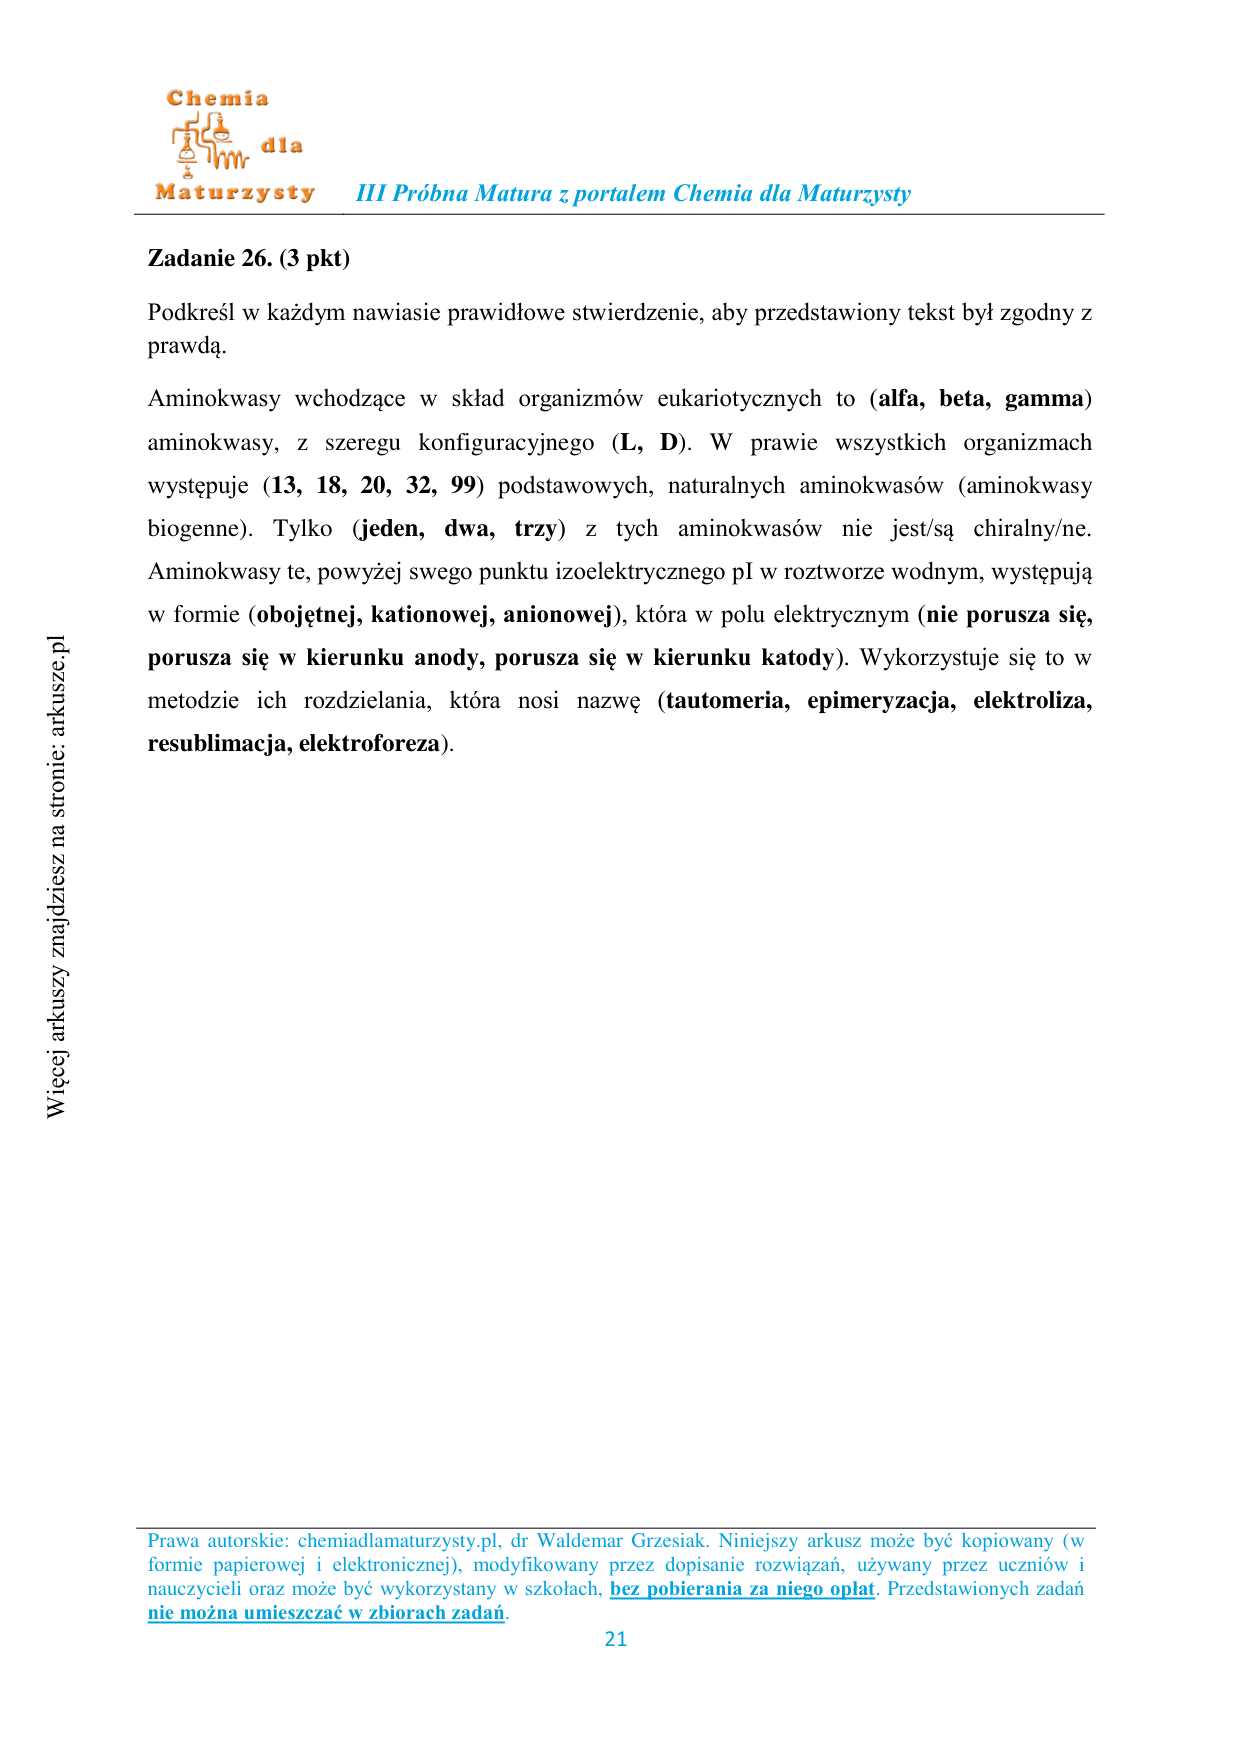 Chemia
dla
Maturzysty
III Próbna Matura z portalem Chemia dla Maturzysty
Zadanie 26. (3 pkt)
Podkreśl w każdym nawiasie prawidłowe stwierdzenie, aby przedstawiony tekst był zgodny z
prawdą.
Aminokwasy wchodzące w skład organizmów eukariotycznych to (alfa, beta, gamma)
aminokwasy, z szeregu konfiguracyjnego (L, D). W prawie wszystkich organizmach
występuje (13, 18, 20, 32, 99) podstawowych, naturalnych aminokwasów (aminokwasy
biogenne). Tylko (jeden, dwa, trzy) z tych aminokwasów nie jest/są chiralny/ne.
Aminokwasy te, powyżej swego punktu izoelektrycznego pI w roztworze wodnym, występują
w formie (obojętnej, kationowej, anionowej), która w polu elektrycznym (nie porusza się,
porusza się w kierunku anody, porusza się w kierunku katody). Wykorzystuje się to w
metodzie ich rozdzielania, która nosi nazwę (tautomeria, epimeryzacja, elektroliza,
resublimacja, elektroforeza).
Więcej arkuszy znajdziesz na stronie: arkusze.pl
Prawa autorskie: chemiadlamaturzysty.pl, dr Waldemar Grzesiak. Niniejszy arkusz może być kopiowany (w
formie papierowej i elektronicznej), modyfikowany przez dopisanie rozwiązań, używany przez uczniów i
nauczycieli oraz może być wykorzystany w szkołach, bez pobierania za niego opłat. Przedstawionych zadań
nie można umieszczać w zbiorach zadań.
21